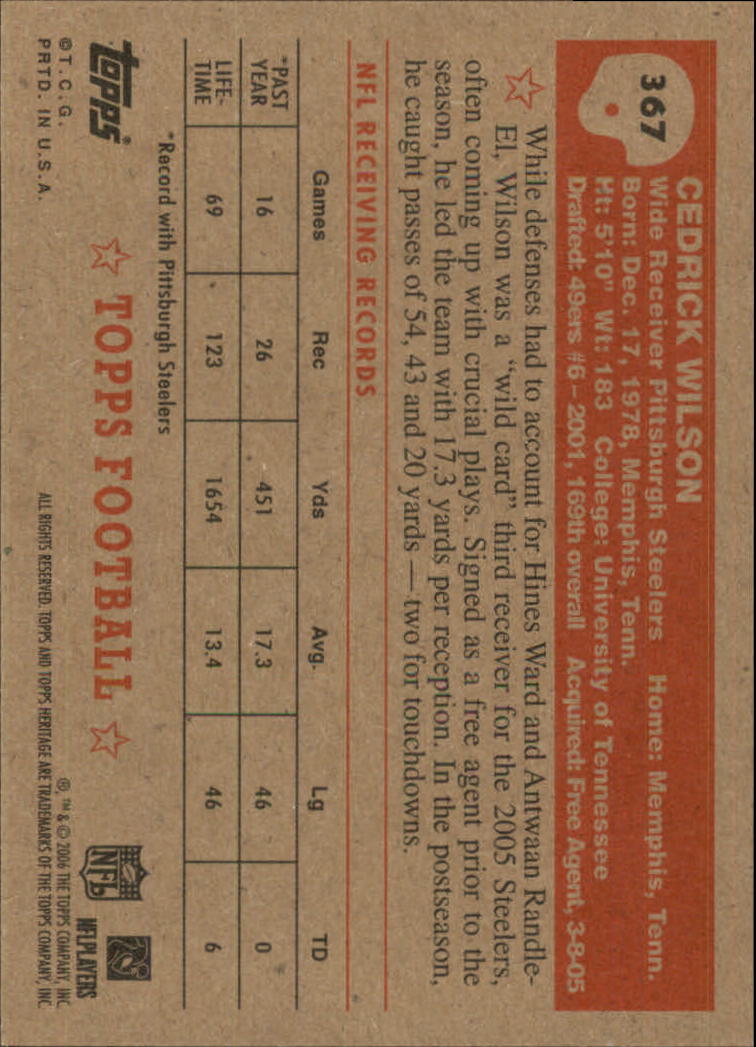 367
CEDRICK WILSON
Wide Receiver Pittsburgh Steelers Home: Memphis, Tenn.
Born: Dec. 17, 1978, Memphis, Tenn.
Ht: 5'10" Wt: 183 College: University of Tennessee
Drafted: 49ers #6–2001, 169th overall Acquired: Free Agent, 3-8-05
While defenses had to account for Hines Ward and Antwaan Randle-
El, Wilson was a “wild card” third receiver for the 2005 Steelers,
often coming up with crucial plays. Signed as a free agent prior to the
season, he led the team with 17.3 yards per reception. In the postseason,
he caught passes of 54, 43 and 20 yards — two for touchdowns.
NFL RECEIVING RECORDS
Games Rec Yds Avg. Lg TD
*PAST YEAR 16 26 451 17.3 46 0
LIFE-TIME 69 123 1654 13.4 46 6
*Record with Pittsburgh Steelers
topps®
TOPPS FOOTBALL
NFL
NFLPLAYERS
© T. C. G.
PRTD. IN U. S. A.
®, ™ & © 2006 THE TOPPS COMPANY, INC.
ALL RIGHTS RESERVED. TOPPS AND TOPPS HERITAGE ARE TRADEMARKS OF THE TOPPS COMPANY, INC.